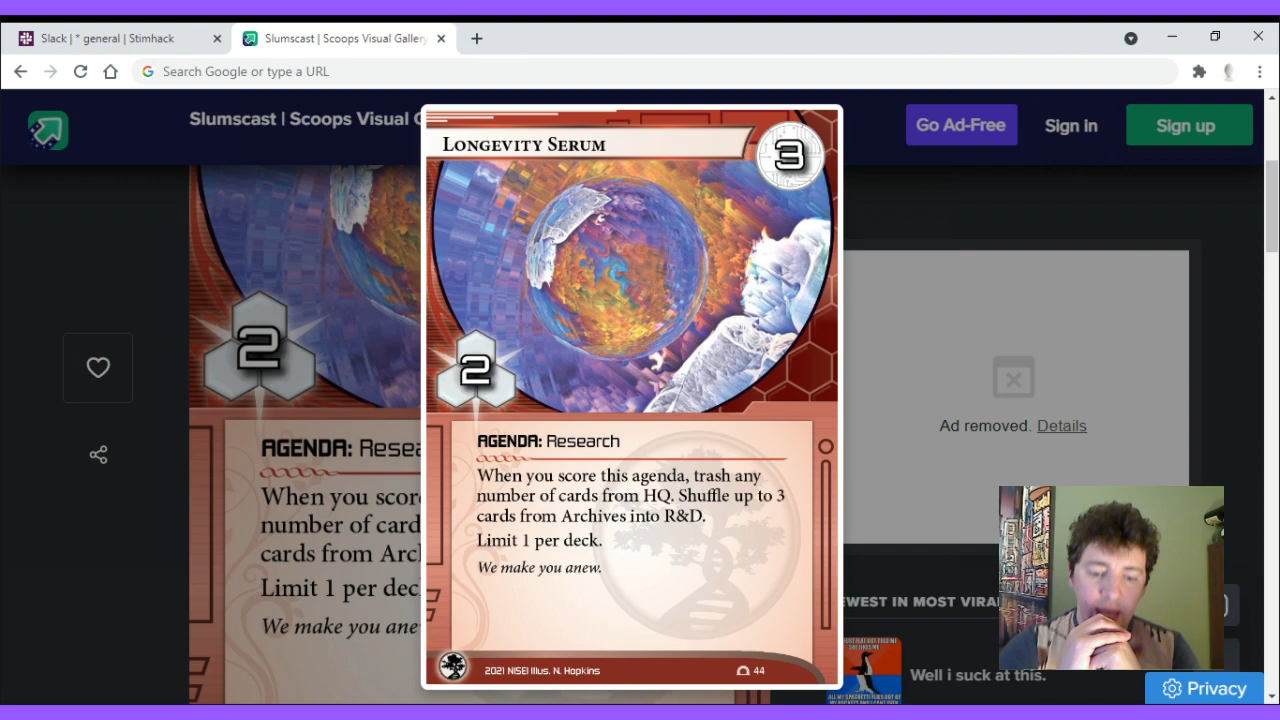 Slack | * general | Stimhack
Slumscast | Scoops Visual Gallery
Search Google or type a URL
Slumscast | Scoops Visual G
Go Ad-Free
Sign in
Sign up
LONGEVITY SERUM
3
2
AGENDA: Research
When you score this agenda, trash any
number of cards from HQ. Shuffle up to 3
cards from Archives into R&D.
Limit 1 per deck.
We make you anew.
2021 NISEI Illus. N. Hopkins
44
2
AGENDA: Resea
When you score
number of card
cards from Arc
Limit 1 per dec
We make you ane
Ad removed. Details
EWEST IN MOST VIRA
Well i suck at this.
Privacy